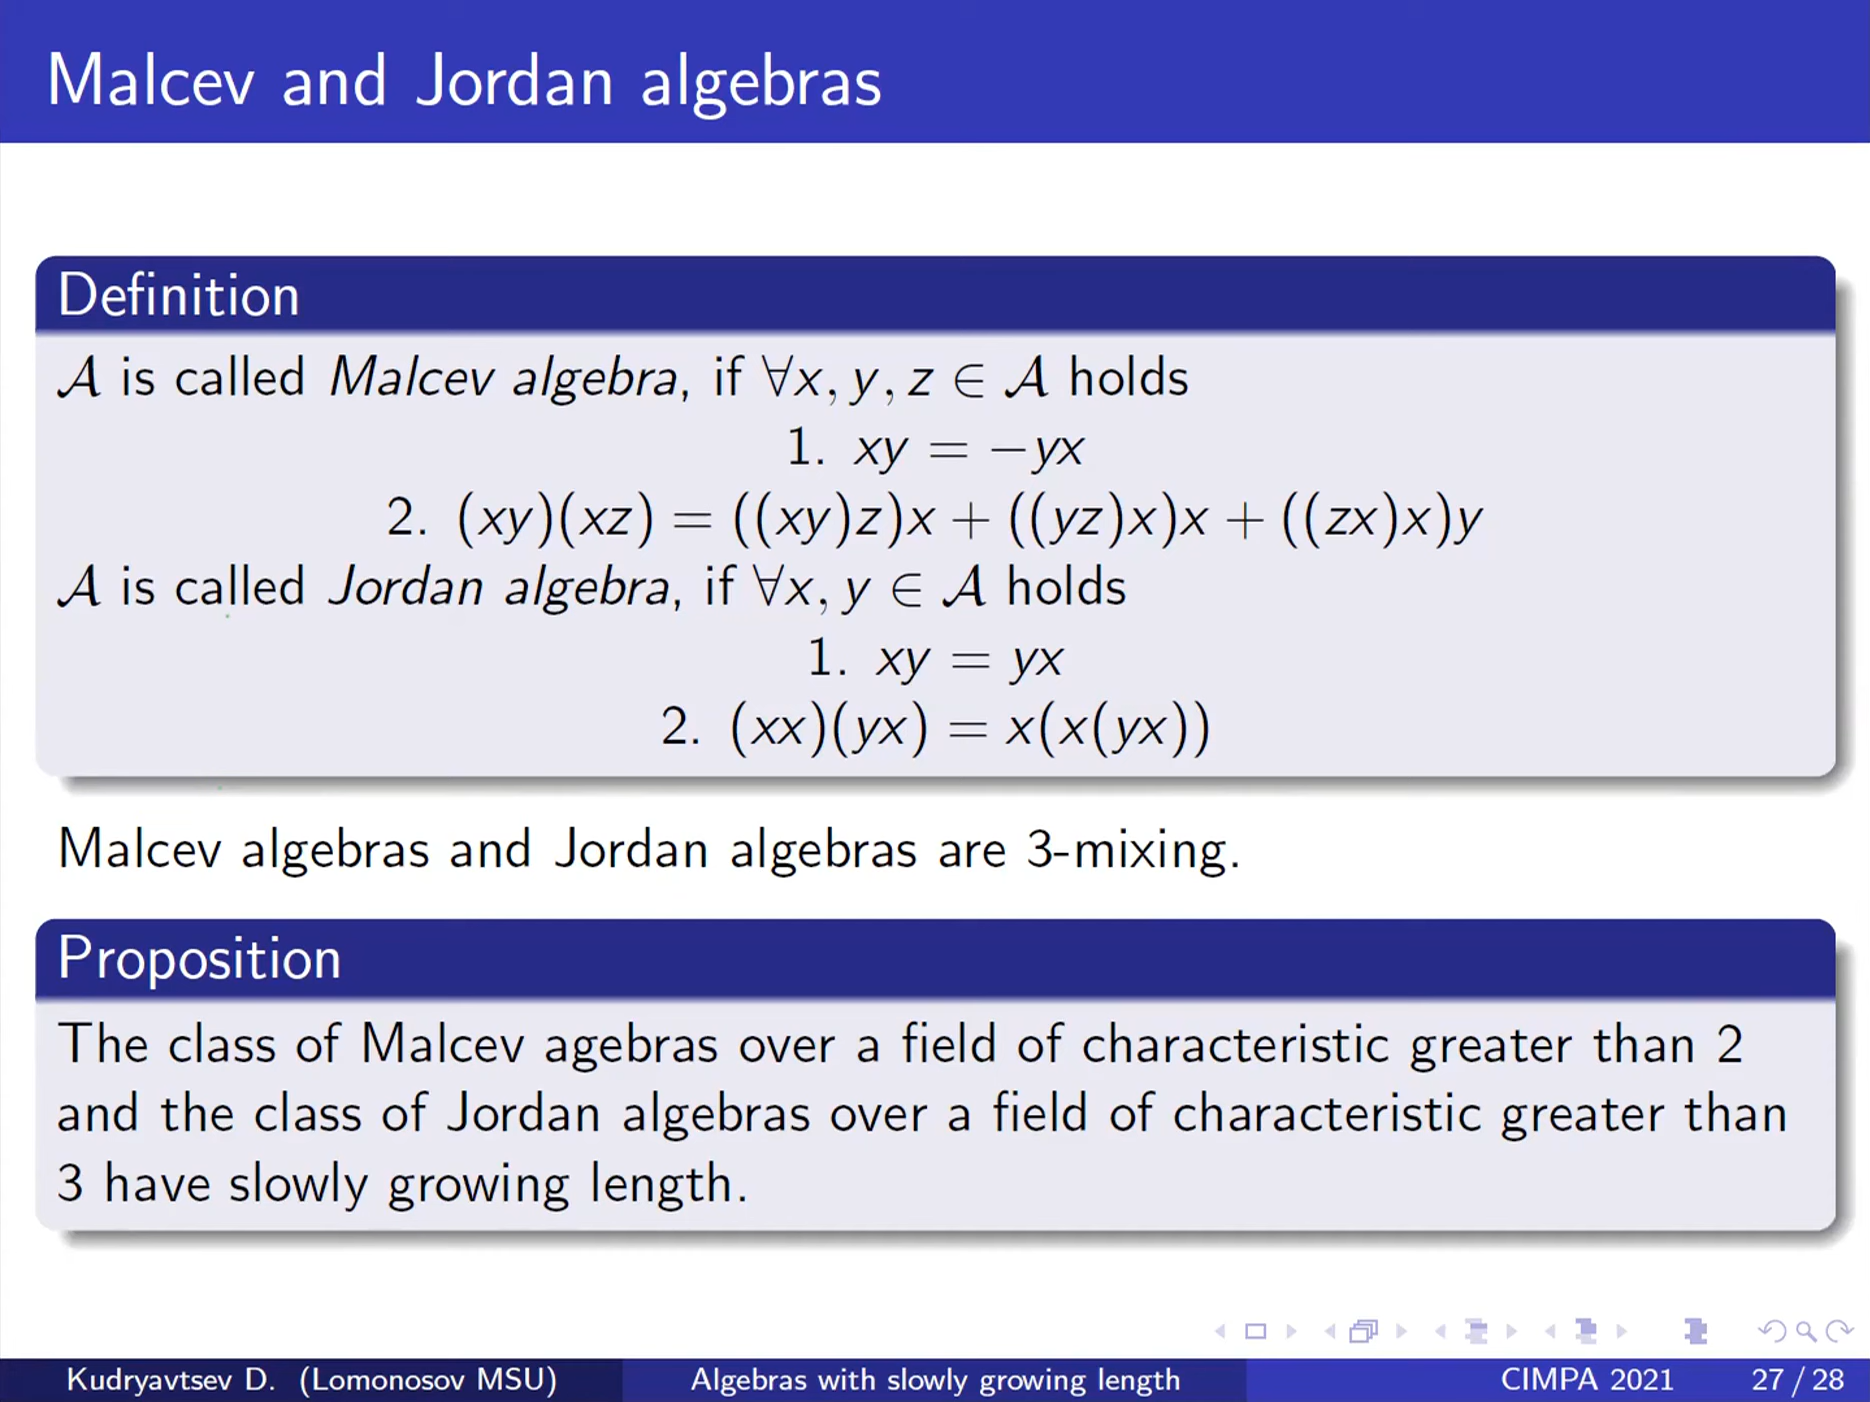 Malcev and Jordan algebras
Definition
𝒜 is called Malcev algebra, if ∀x, y, z ∈ 𝒜 holds
1. xy = −yx
2. (xy)(xz) = ((xy)z)x + ((yz)x)x + ((zx)x)y
𝒜 is called Jordan algebra, if ∀x, y ∈ 𝒜 holds
1. xy = yx
2. (xx)(yx) = x(x(yx))
Malcev algebras and Jordan algebras are 3-mixing.
Proposition
The class of Malcev agebras over a field of characteristic greater than 2
and the class of Jordan algebras over a field of characteristic greater than
3 have slowly growing length.
Kudryavtsev D. (Lomonosov MSU) Algebras with slowly growing length CIMPA 2021 27 / 28